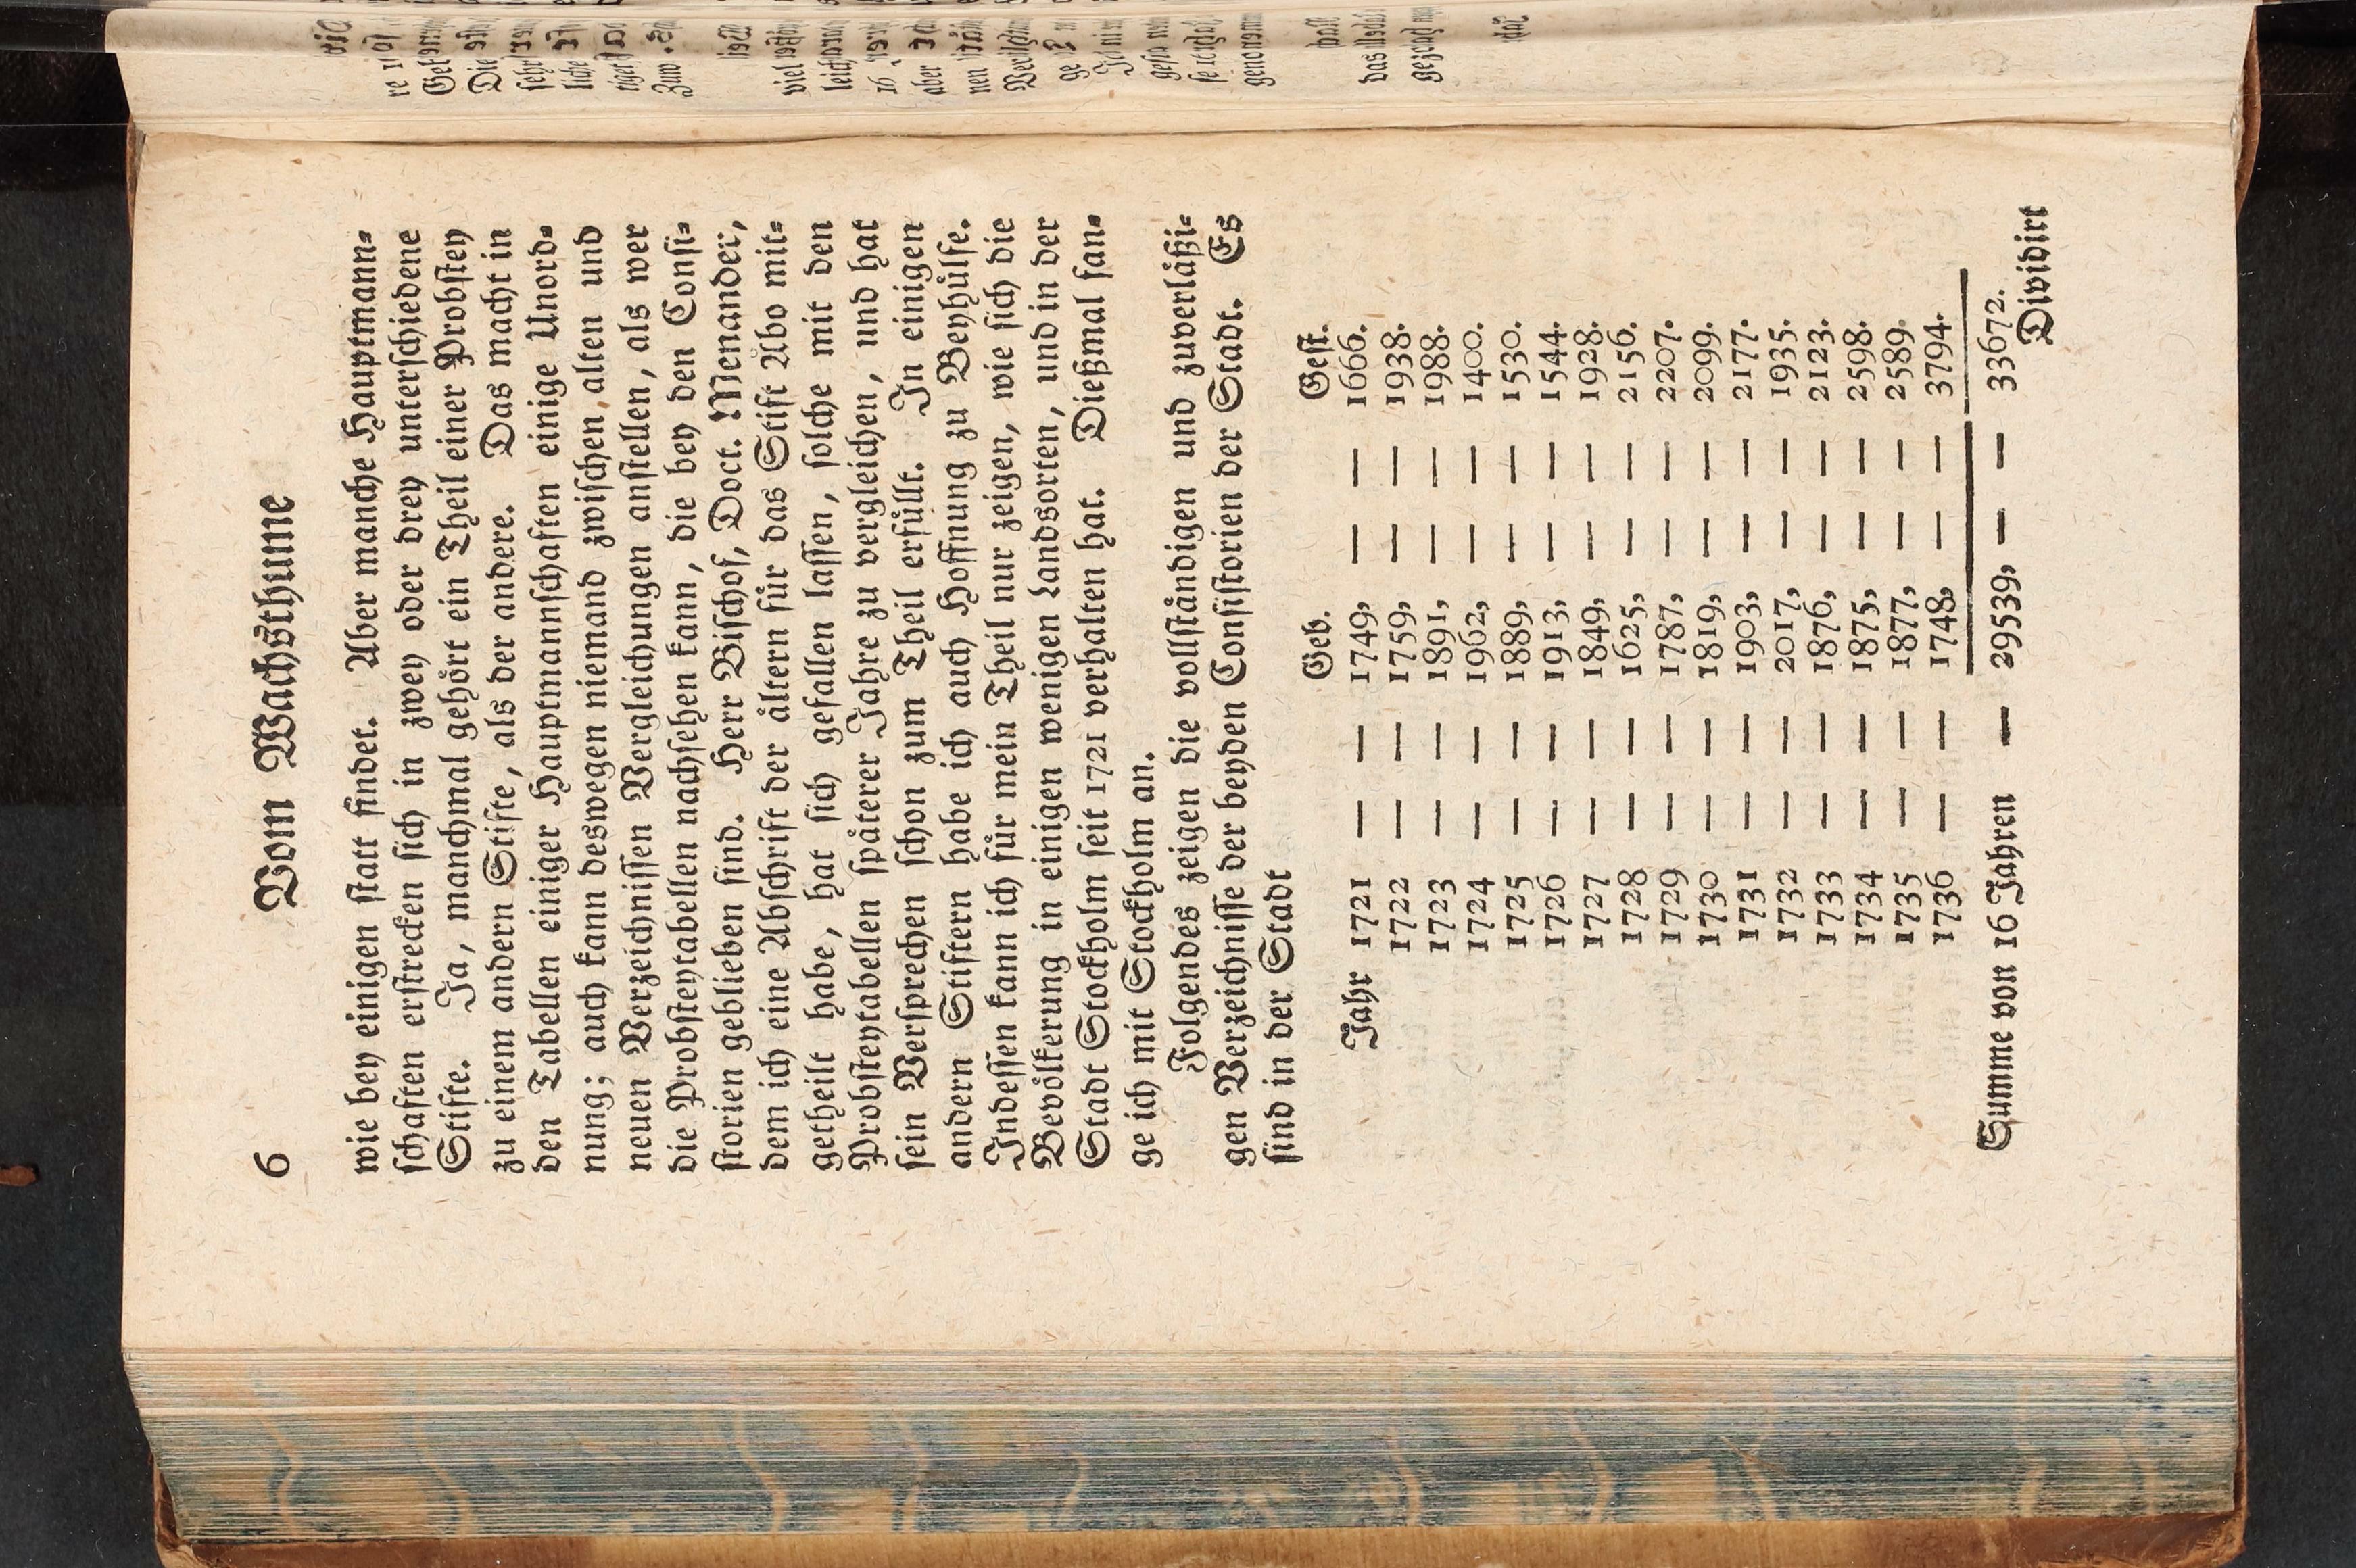 6 Vom Wachsthume
wie bey einigen statt findet. Aber manche Hauptmann-
schaften erstrecken sich in zwey oder drey unterschiedene
Stifte. Ja, manchmal gehört ein Theil einer Probstey
zu einem andern Stifte, als der andere. Das macht in
den Tabellen einiger Hauptmannschaften einige Unord-
nung; auch kann deswegen niemand zwischen alten und
neuen Verzeichnissen Vergleichungen anstellen, als wer
die Probsteytabellen nachsehen kann, die bey den Consi-
storien geblieben sind. Herr Bischof, Doct. Menander,
dem ich eine Abschrift der ältern für das Stift Åbo mit-
getheilt habe, hat sich gefallen lassen, solche mit den
Probsteytabellen späterer Jahre zu vergleichen, und hat
sein Versprechen schon zum Theil erfüllt. In einigen
andern Stiftern habe ich auch Hoffnung zu Beyhülfe.
Indessen kann ich für mein Theil nur zeigen, wie sich die
Bevölkerung in einigen wenigen Landsorten, und in der
Stadt Stockholm seit 1721 verhalten hat. Dießmal fan-
ge ich mit Stockholm an.
Folgendes zeigen die vollständigen und zuverläßi-
gen Verzeichnisse der beyden Consistorien der Stadt. Es
sind in der Stadt
Geb. Gest.
Jahr 1721 — — 1749, — — 1666.
1722 — — 1759, — — 1938.
1723 — — 1891, — — 1988.
1724 — — 1962, — — 1400.
1725 — — 1889, — — 1530.
1726 — — 1913, — — 1544.
1727 — — 1849, — — 1928.
1728 — — 1625, — — 2156.
1729 — — 1787, — — 2207.
1730 — — 1819, — — 2099.
1731 — — 1903, — — 2177.
1732 — — 2017, — — 1935.
1733 — — 1876, — — 2123.
1734 — — 1875, — — 2598.
1735 — — 1877, — — 2589.
1736 — — 1748, — — 3794.
Summe von 16 Jahren — 29539, — — 33672.
Dividirt